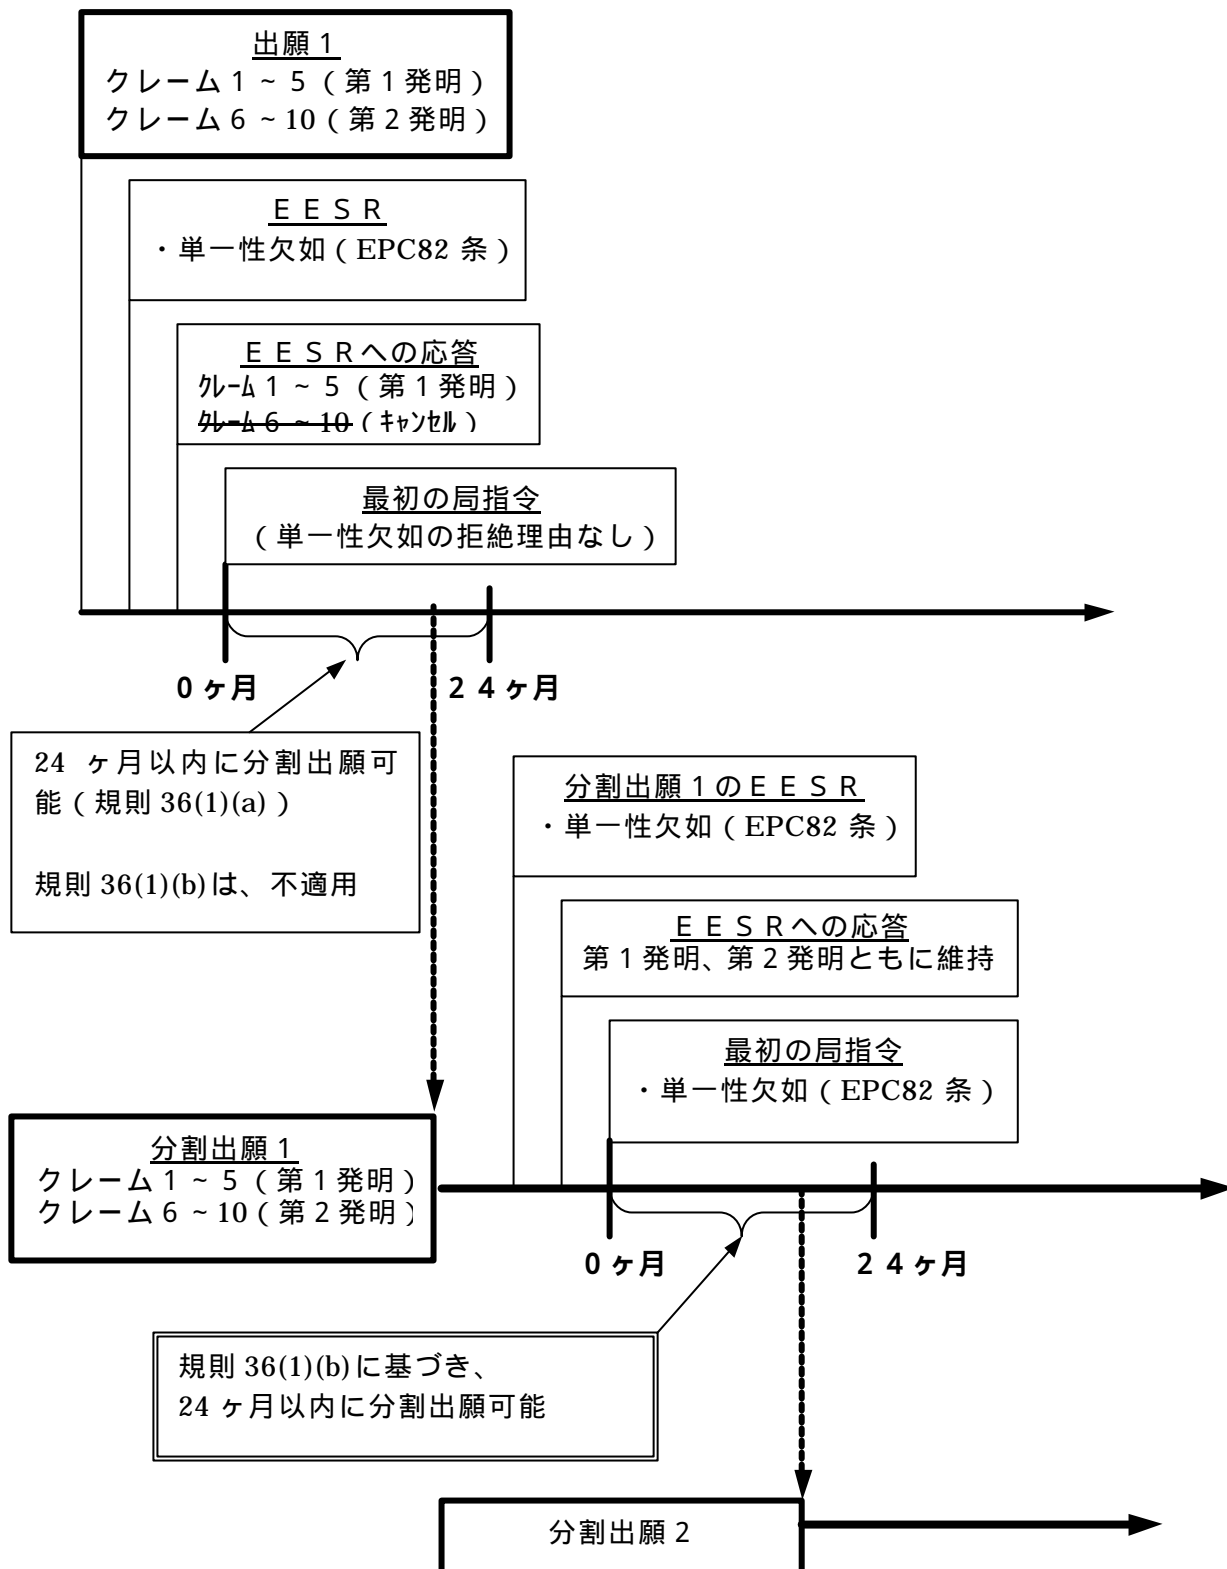 出願1
クレーム1~5(第1発明)
クレーム6~10(第2発明)
EESR
・単一性欠如(EPC82 条)
EESRへの応答
クレーム1~5(第1発明)
クレーム6~10(キャンセル)
最初の局指令
(単一性欠如の拒絶理由なし)
0ヶ月
24ヶ月
24 ヶ月以内に分割出願可
能(規則 36(1)(a))
規則 36(1)(b)は、不適用
分割出願1のEESR
・単一性欠如(EPC82 条)
EESRへの応答
第1発明、第2発明ともに維持
最初の局指令
・単一性欠如(EPC82 条)
分割出願1
クレーム1~5(第1発明)
クレーム6~10(第2発明)
0ヶ月
24ヶ月
規則 36(1)(b)に基づき、
24 ヶ月以内に分割出願可能
分割出願2